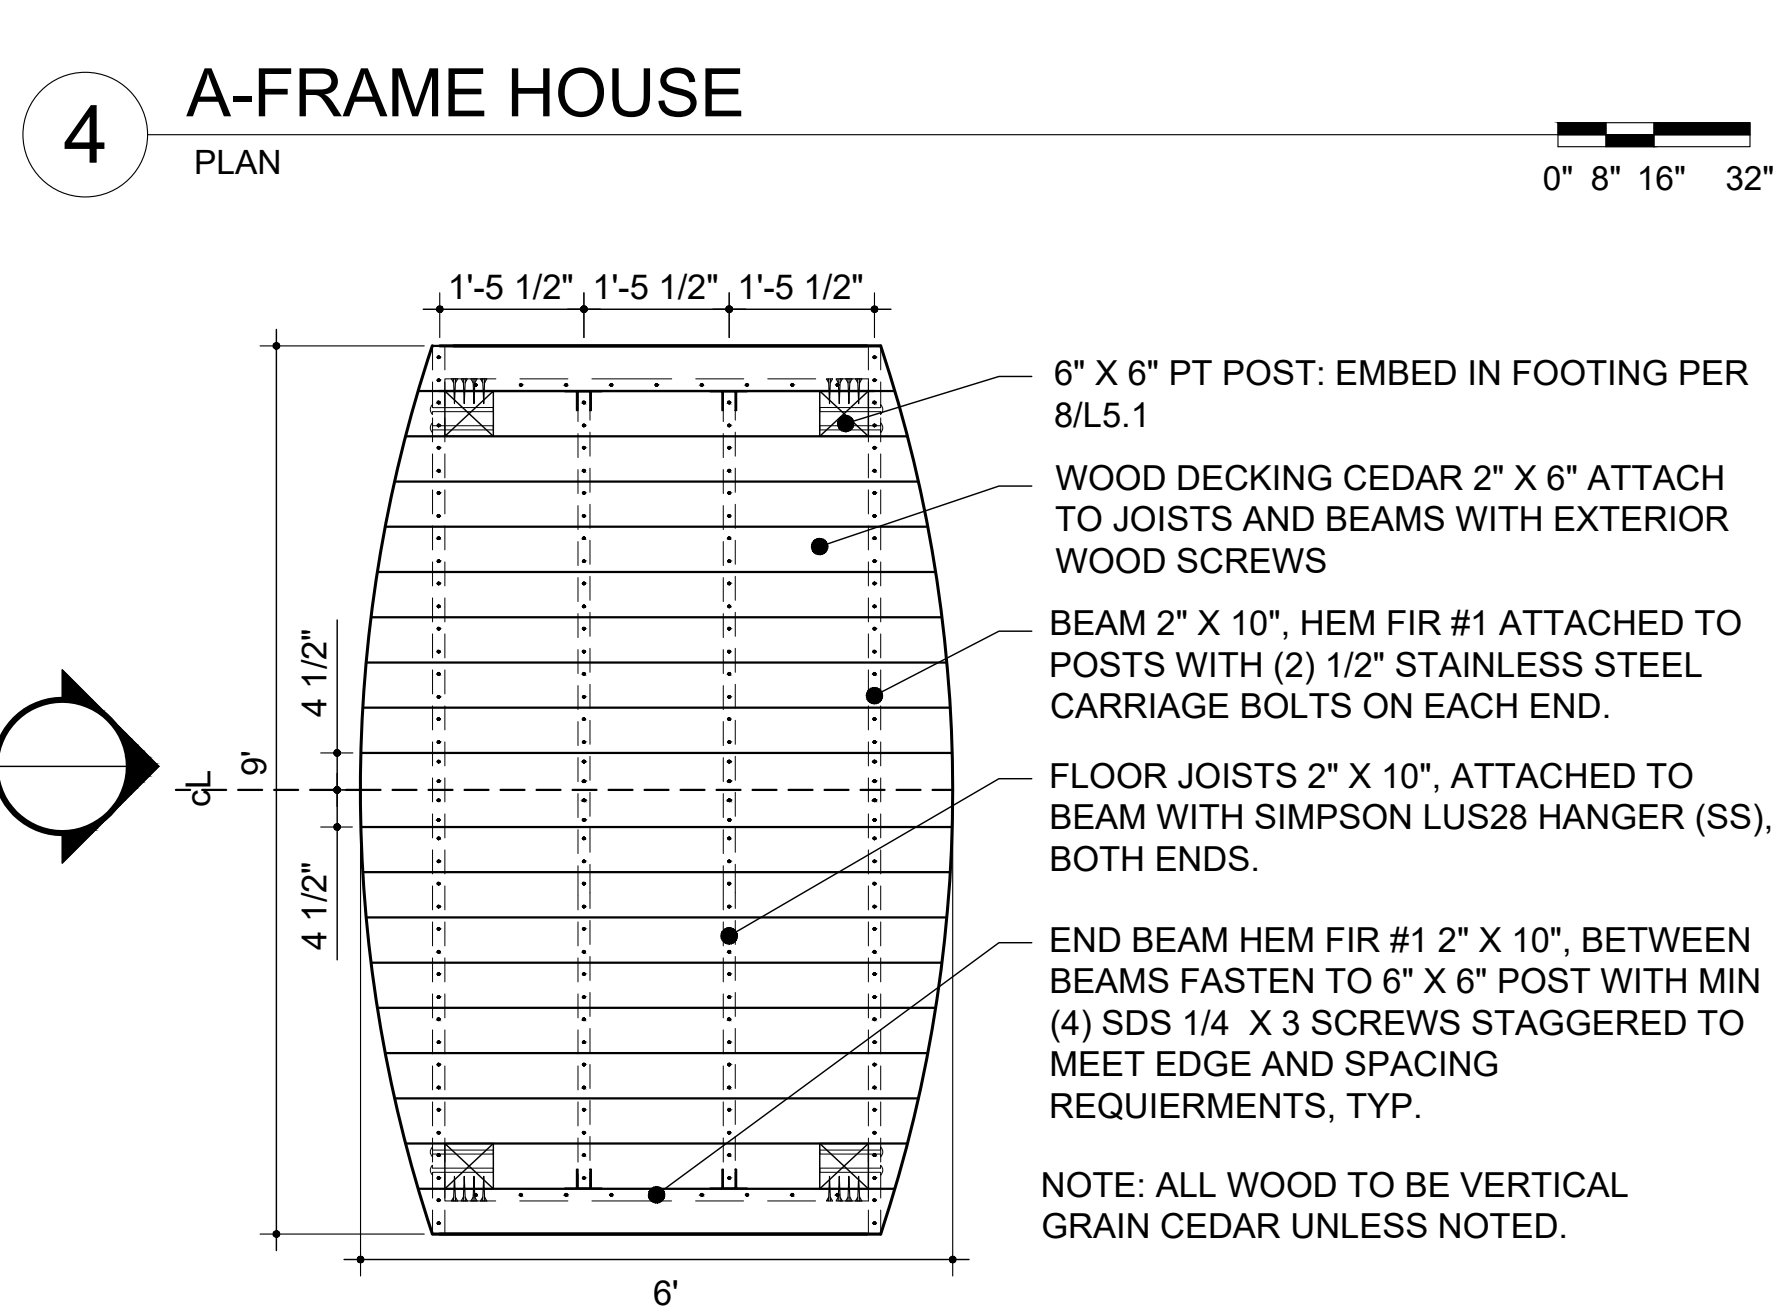 4
A-FRAME HOUSE
PLAN
0" 8" 16" 32"
1'-5 1/2" 1'-5 1/2" 1'-5 1/2"
6" X 6" PT POST: EMBED IN FOOTING PER
8/L5.1
WOOD DECKING CEDAR 2" X 6" ATTACH
TO JOISTS AND BEAMS WITH EXTERIOR
WOOD SCREWS
BEAM 2" X 10", HEM FIR #1 ATTACHED TO
POSTS WITH (2) 1/2" STAINLESS STEEL
CARRIAGE BOLTS ON EACH END.
FLOOR JOISTS 2" X 10", ATTACHED TO
BEAM WITH SIMPSON LUS28 HANGER (SS),
BOTH ENDS.
END BEAM HEM FIR #1 2" X 10", BETWEEN
BEAMS FASTEN TO 6" X 6" POST WITH MIN
(4) SDS 1/4 X 3 SCREWS STAGGERED TO
MEET EDGE AND SPACING
REQUIERMENTS, TYP.
NOTE: ALL WOOD TO BE VERTICAL
GRAIN CEDAR UNLESS NOTED.
4 1/2"
9'
cL
4 1/2"
6'